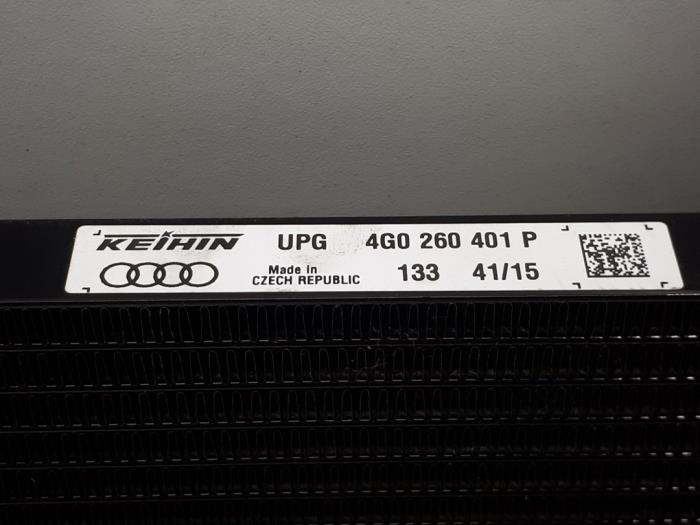 KEIHIN UPG 4G0 260 401 P
Made in CZECH REPUBLIC 133 41/15